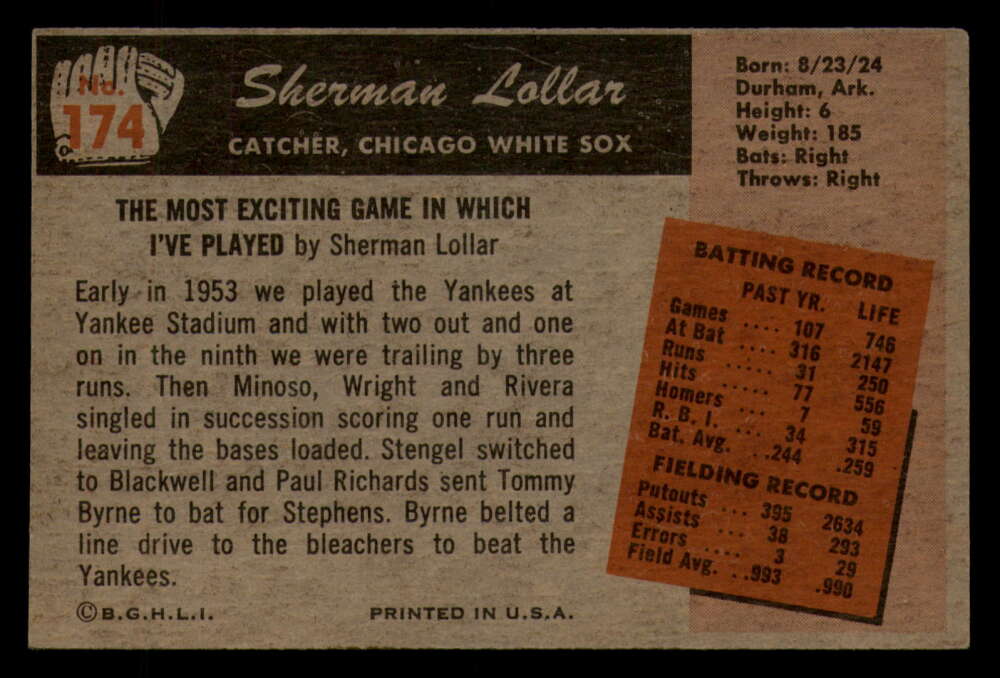 No.
174
Sherman Lollar
CATCHER, CHICAGO WHITE SOX
Born: 8/23/24
Durham, Ark.
Height: 6
Weight: 185
Bats: Right
Throws: Right
THE MOST EXCITING GAME IN WHICH
I'VE PLAYED by Sherman Lollar
Early in 1953 we played the Yankees at
Yankee Stadium and with two out and one
on in the ninth we were trailing by three
runs. Then Minoso, Wright and Rivera
singled in succession scoring one run and
leaving the bases loaded. Stengel switched
to Blackwell and Paul Richards sent Tommy
Byrne to bat for Stephens. Byrne belted a
line drive to the bleachers to beat the
Yankees.
BATTING RECORD
PAST YR. LIFE
Games .... 107 746
At Bat .... 316 2147
Runs .... 31 250
Hits ..... 77 556
Homers .... 7 59
R. B. I. .... 34 315
Bat. Avg. ...244 .259
FIELDING RECORD
Putouts ... 395 2634
Assists ... 38 293
Errors .... 3 29
Field Avg. ...993 .990
©B.G.H.L.I. PRINTED IN U.S.A.